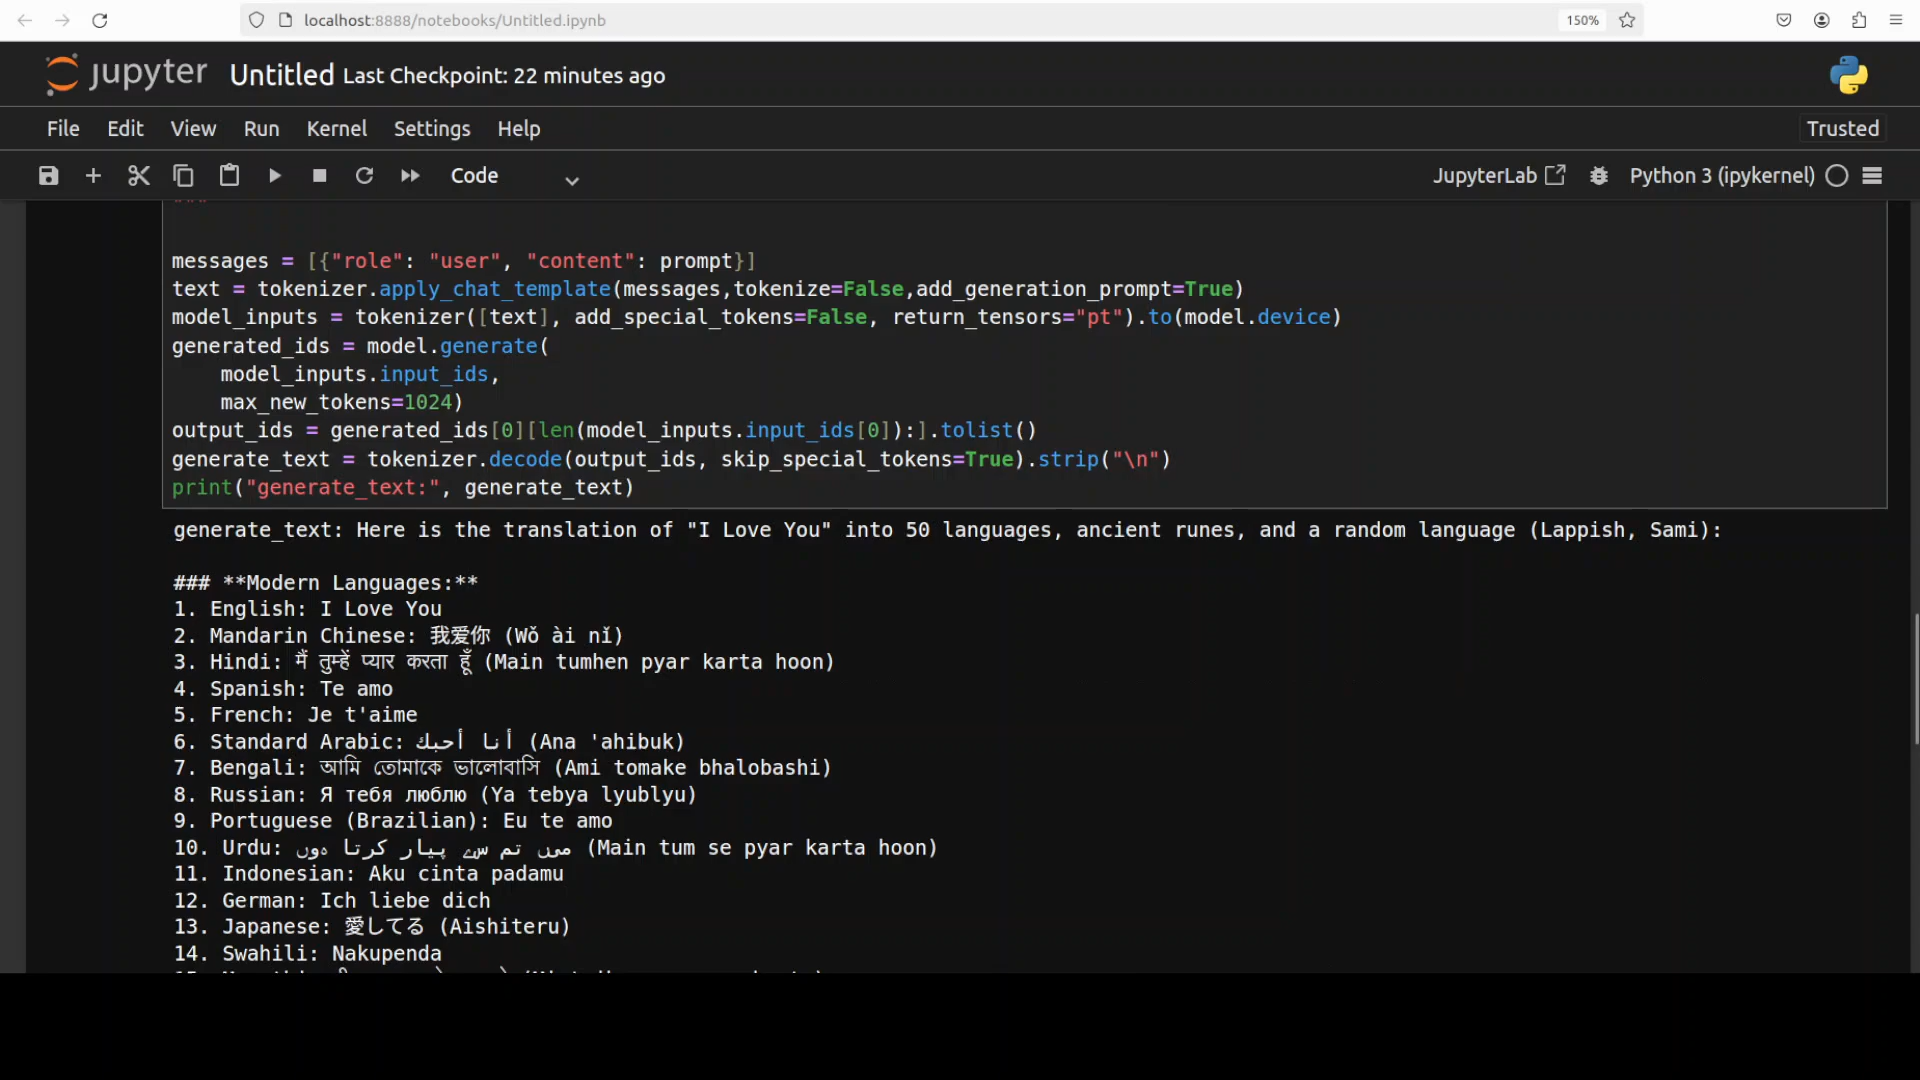 localhost:8888/notebooks/Untitled.ipynb
150%
jupyter Untitled Last Checkpoint: 22 minutes ago
File Edit View Run Kernel Settings Help
Trusted
Code
JupyterLab
Python 3 (ipykernel)
messages = [{"role": "user", "content": prompt}]
text = tokenizer.apply_chat_template(messages,tokenize=False,add_generation_prompt=True)
model_inputs = tokenizer([text], add_special_tokens=False, return_tensors="pt").to(model.device)
generated_ids = model.generate(
    model_inputs.input_ids,
    max_new_tokens=1024)
output_ids = generated_ids[0][len(model_inputs.input_ids[0]):].tolist()
generate_text = tokenizer.decode(output_ids, skip_special_tokens=True).strip("\n")
print("generate_text:", generate_text)
generate_text: Here is the translation of "I Love You" into 50 languages, ancient runes, and a random language (Lappish, Sami):
### **Modern Languages:**
1. English: I Love You
2. Mandarin Chinese: 我爱你 (Wǒ ài nǐ)
3. Hindi: मैं तुम्हें प्यार करता हूँ (Main tumhen pyar karta hoon)
4. Spanish: Te amo
5. French: Je t'aime
6. Standard Arabic: أنا أحبك (Ana 'ahibuk)
7. Bengali: আমি তোমাকে ভালোবাসি (Ami tomake bhalobashi)
8. Russian: Я тебя люблю (Ya tebya lyublyu)
9. Portuguese (Brazilian): Eu te amo
10. Urdu: میں تم سے پیار کرتا ہوں (Main tum se pyar karta hoon)
11. Indonesian: Aku cinta padamu
12. German: Ich liebe dich
13. Japanese: 愛してる (Aishiteru)
14. Swahili: Nakupenda